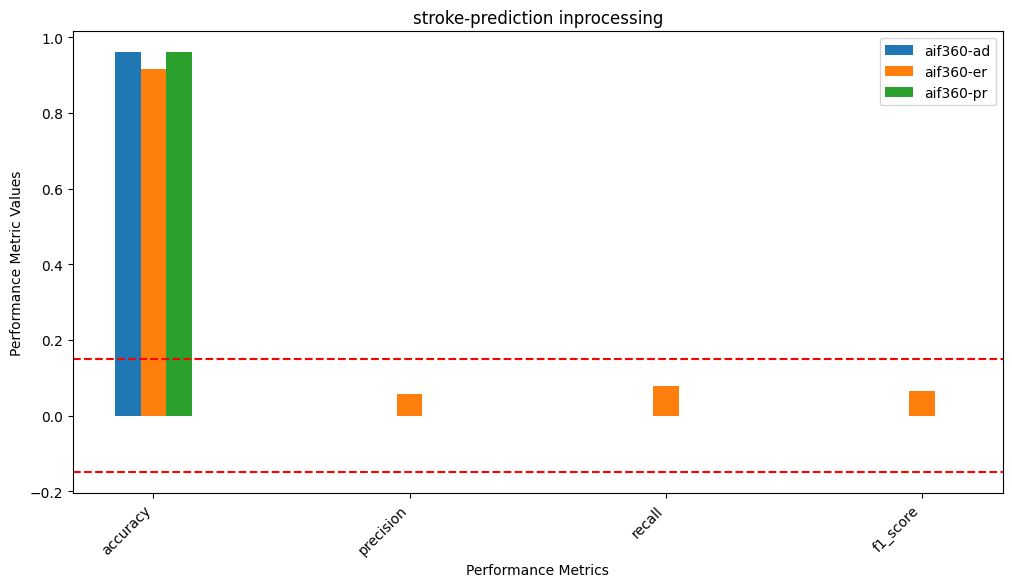 stroke-prediction inprocessing
aif360-ad
aif360-er
aif360-pr
Performance Metric Values
1.0
0.8
0.6
0.4
0.2
0.0
−0.2
accuracy
precision
recall
f1_score
Performance Metrics